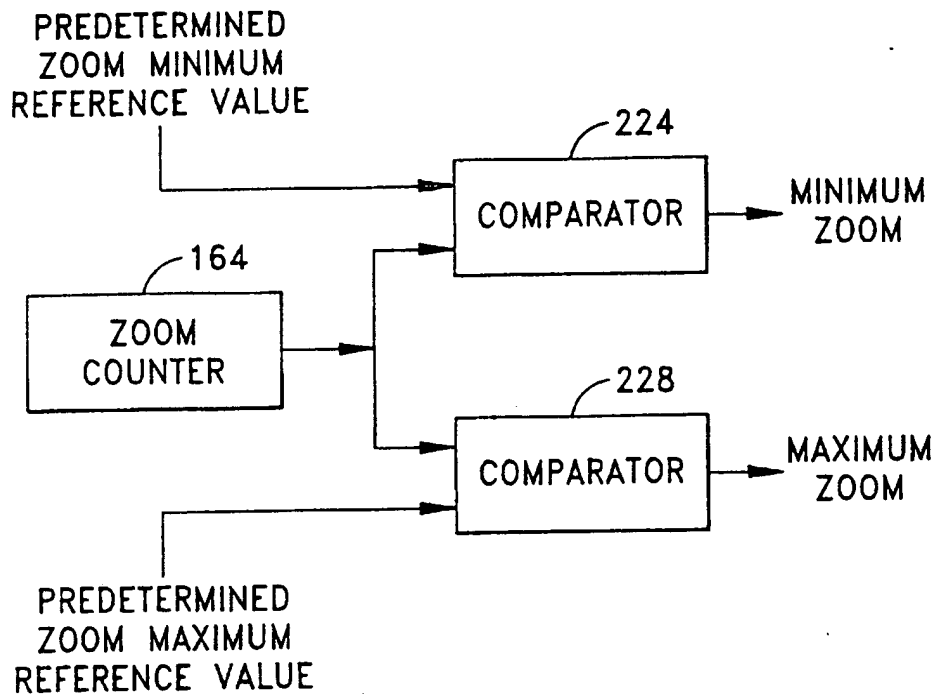 PREDETERMINED
ZOOM MINIMUM
REFERENCE VALUE
224
COMPARATOR
MINIMUM
ZOOM
164
ZOOM
COUNTER
228
COMPARATOR
MAXIMUM
ZOOM
PREDETERMINED
ZOOM MAXIMUM
REFERENCE VALUE